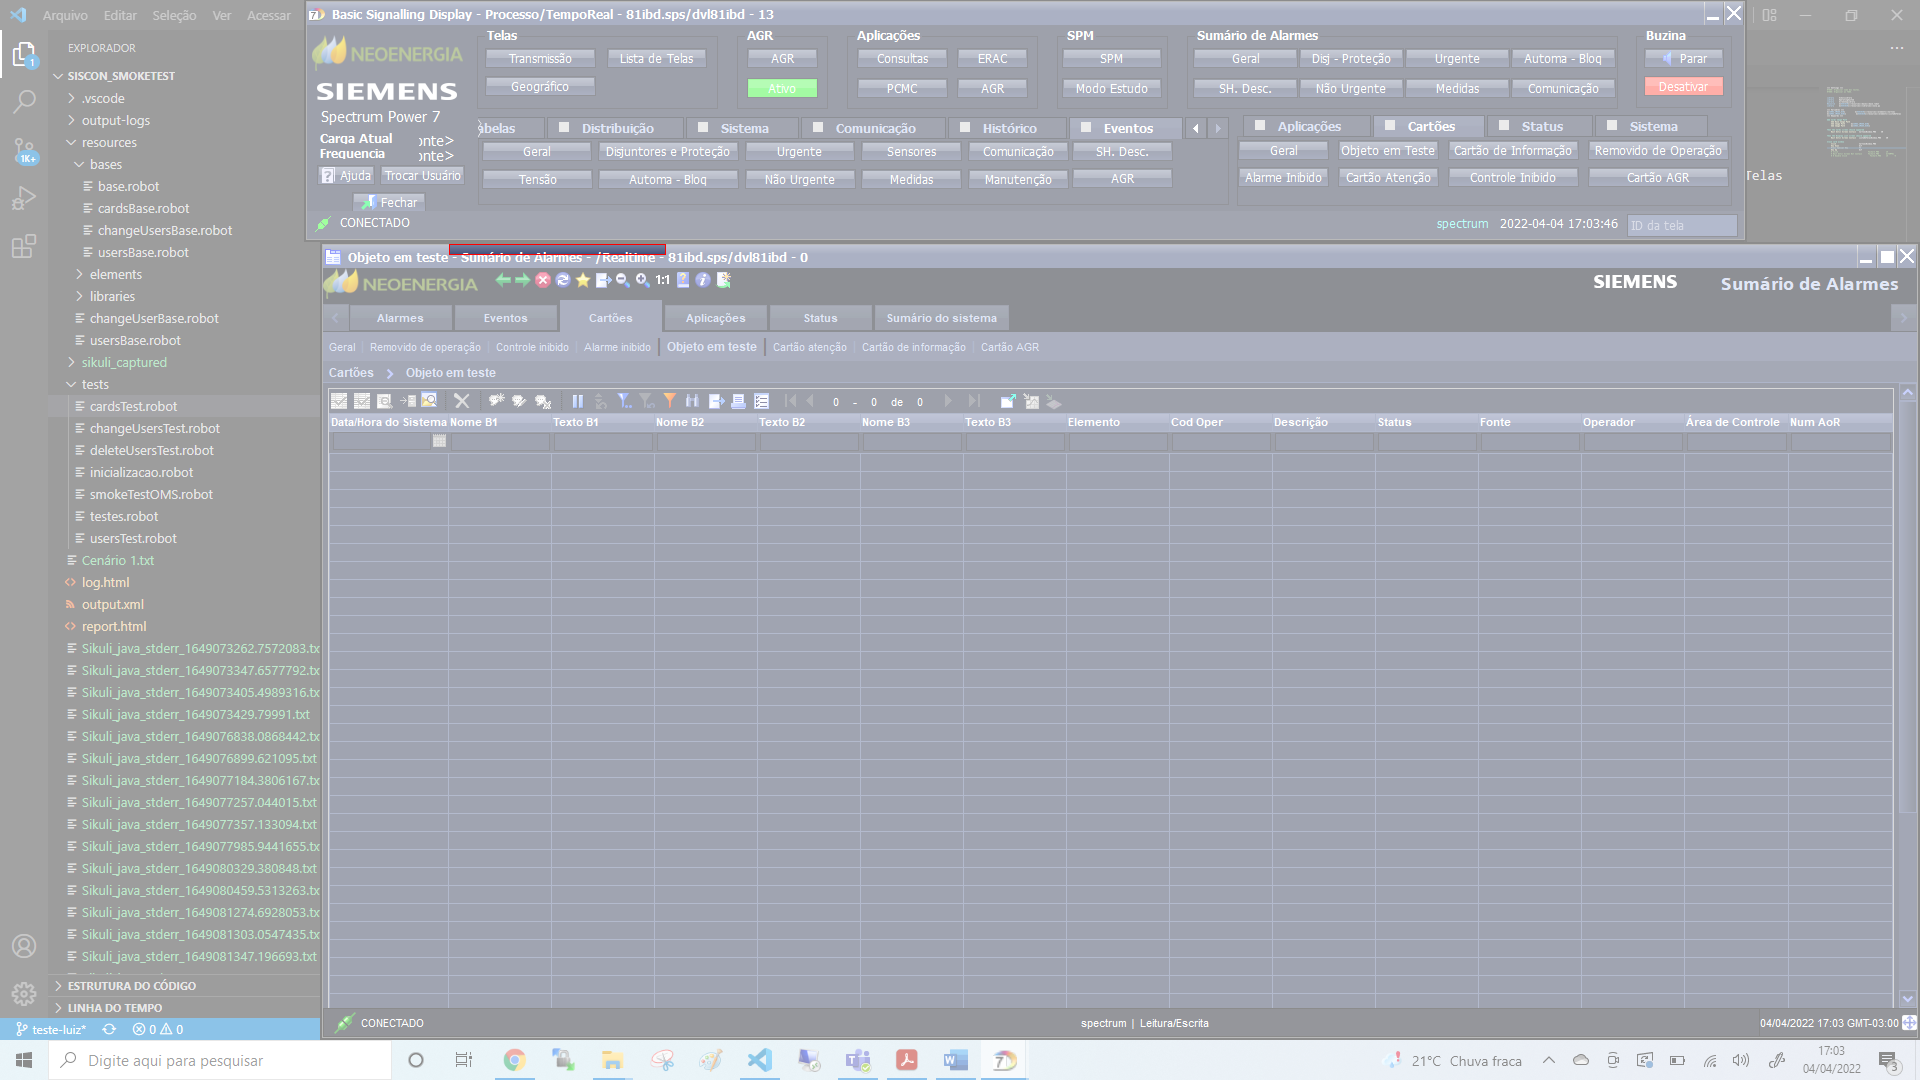 Arquivo Editar Seleção Ver Acessar
Basic Signalling Display - Processo/TempoReal - 81ibd.sps/dvl81ibd - 13
NEOENERGIA
SIEMENS
Spectrum Power 7
Carga Atual onte>
Frequencia onte>
Ajuda Trocar Usuário
Fechar
CONECTADO
Telas
Transmissão Lista de Telas
Geográfico
AGR
AGR
Ativo
Aplicações
Consultas ERAC
PCMC AGR
SPM
SPM
Modo Estudo
Sumário de Alarmes
Geral Disj - Proteção Urgente Automa - Bloq
SH. Desc. Não Urgente Medidas Comunicação
Buzina
Parar
Desativar
abelas Distribuição Sistema Comunicação Histórico Eventos
Geral Disjuntores e Proteção Urgente Sensores Comunicação SH. Desc.
Tensão Automa - Bloq Não Urgente Medidas Manutenção AGR
Aplicações Cartões Status Sistema
Geral Objeto em Teste Cartão de Informação Removido de Operação
Alarme Inibido Cartão Atenção Controle Inibido Cartão AGR
spectrum 2022-04-04 17:03:46 ID da tela
EXPLORADOR
SISCON_SMOKETEST
.vscode
output-logs
resources
bases
base.robot
cardsBase.robot
changeUsersBase.robot
usersBase.robot
elements
libraries
changeUserBase.robot
usersBase.robot
sikuli_captured
tests
cardsTest.robot
changeUsersTest.robot
deleteUsersTest.robot
inicializacao.robot
smokeTestOMS.robot
testes.robot
usersTest.robot
Cenário 1.txt
log.html
output.xml
report.html
Sikuli_java_stderr_1649073262.7572083.tx
Sikuli_java_stderr_1649073347.6577792.tx
Sikuli_java_stderr_1649073405.4989316.tx
Sikuli_java_stderr_1649073429.79991.txt
Sikuli_java_stderr_1649076838.0868442.tx
Sikuli_java_stderr_1649076899.621095.txt
Sikuli_java_stderr_1649077184.3806167.tx
Sikuli_java_stderr_1649077257.044015.txt
Sikuli_java_stderr_1649077357.133094.txt
Sikuli_java_stderr_1649077985.9441655.tx
Sikuli_java_stderr_1649080329.380848.txt
Sikuli_java_stderr_1649080459.5313263.tx
Sikuli_java_stderr_1649081274.6928053.tx
Sikuli_java_stderr_1649081303.0547435.tx
Sikuli_java_stderr_1649081347.196693.txt
ESTRUTURA DO CÓDIGO
LINHA DO TEMPO
1
1K+
teste-luiz* 0 0
Telas
Objeto em teste - Sumário de Alarmes - /Realtime - 81ibd.sps/dvl81ibd - 0
NEOENERGIA 1:1 SIEMENS Sumário de Alarmes
Alarmes Eventos Cartões Aplicações Status Sumário do sistema
Geral Removido de operação Controle inibido Alarme inibido Objeto em teste Cartão atenção Cartão de informação Cartão AGR
Cartões Objeto em teste
0 - 0 de 0
Data/Hora do Sistema Nome B1 Texto B1 Nome B2 Texto B2 Nome B3 Texto B3 Elemento Cod Oper Descrição Status Fonte Operador Área de Controle Num AoR
CONECTADO spectrum | Leitura/Escrita 04/04/2022 17:03 GMT-03:00
Digite aqui para pesquisar
21°C Chuva fraca
17:03
04/04/2022
3